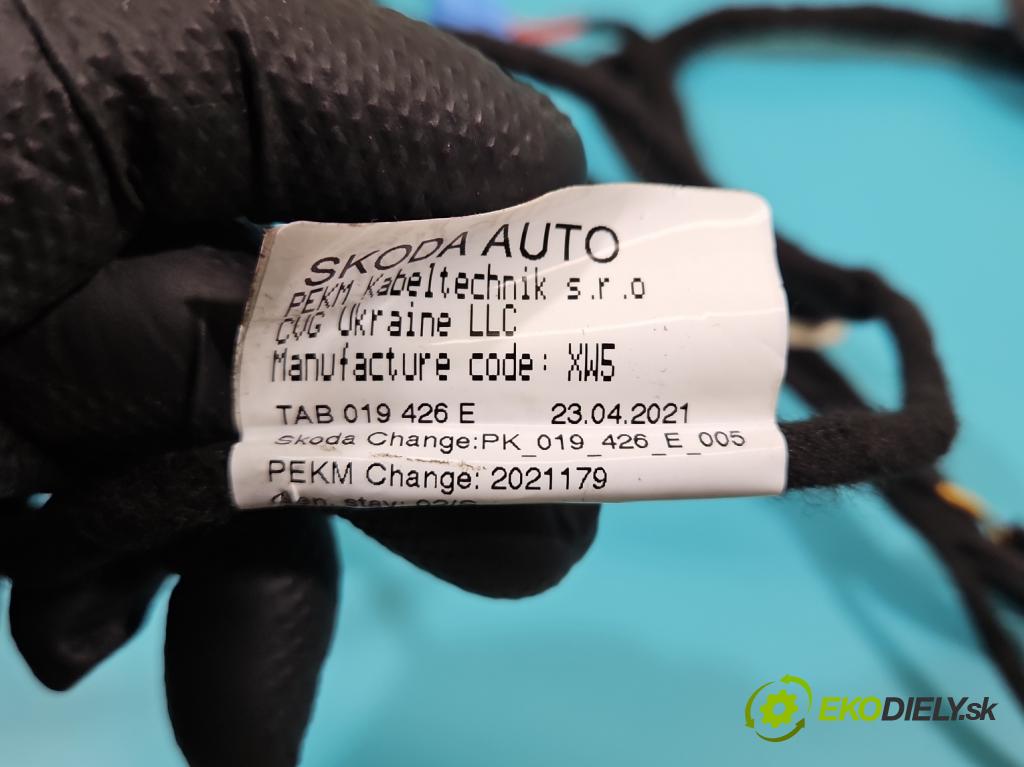 SKODA AUTO
PEKM Kabeltechnik s.r.o
CVG Ukraine LLC
Manufacture code: XW5
TAB 019 426 E 23.04.2021
Skoda Change:PK_019_426_E_005
PEKM Change: 2021179
EKODIELY.sk